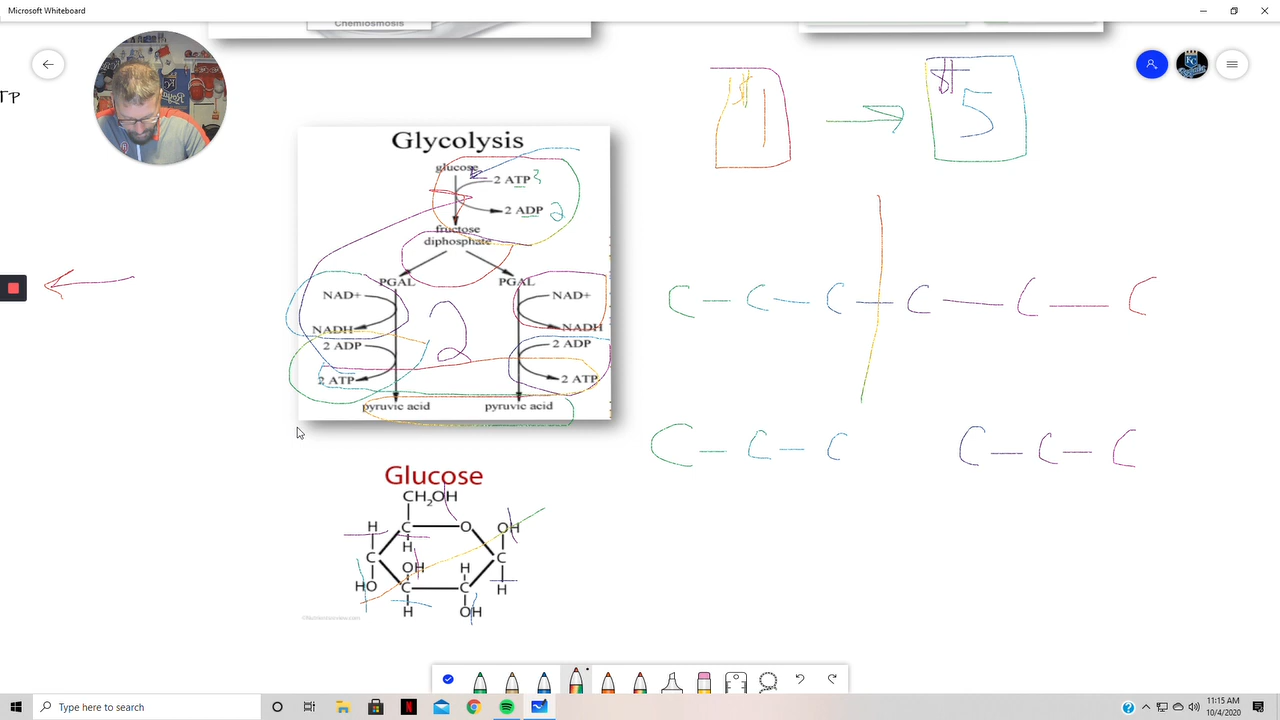 Microsoft Whiteboard
Chemiosmosis
$1
$5
Glycolysis
glucose
2 ATP 3
2 ADP 2
fructose
diphosphate
PGAL PGAL
NAD+ NAD+
NADH NADH
2
2 ADP 2 ADP
2 ATP 2 ATP
pyruvic acid pyruvic acid
C - C - C - C - C - C
C - C - C C - C - C
Glucose
CH2OH
H C O OH
H
C OH H C
HO C C H
H OH
Type here to search
11:15 AM
10/4/2020